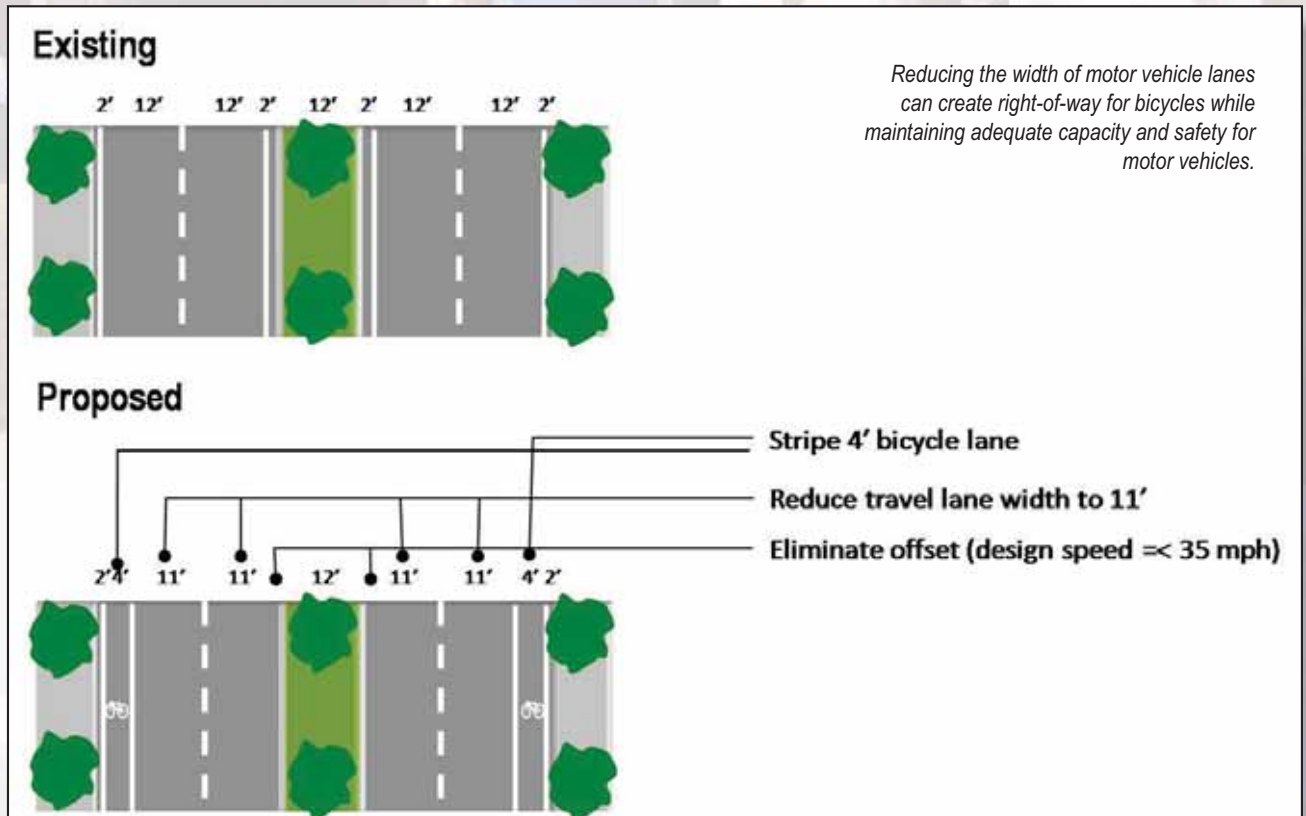 Existing
Reducing the width of motor vehicle lanes
can create right-of-way for bicycles while
maintaining adequate capacity and safety for
motor vehicles.
2' 12' 12' 2' 12' 2' 12' 12' 2'
Proposed
Stripe 4' bicycle lane
Reduce travel lane width to 11'
Eliminate offset (design speed =< 35 mph)
2' 4' 11' 11' 12' 11' 11' 4' 2'